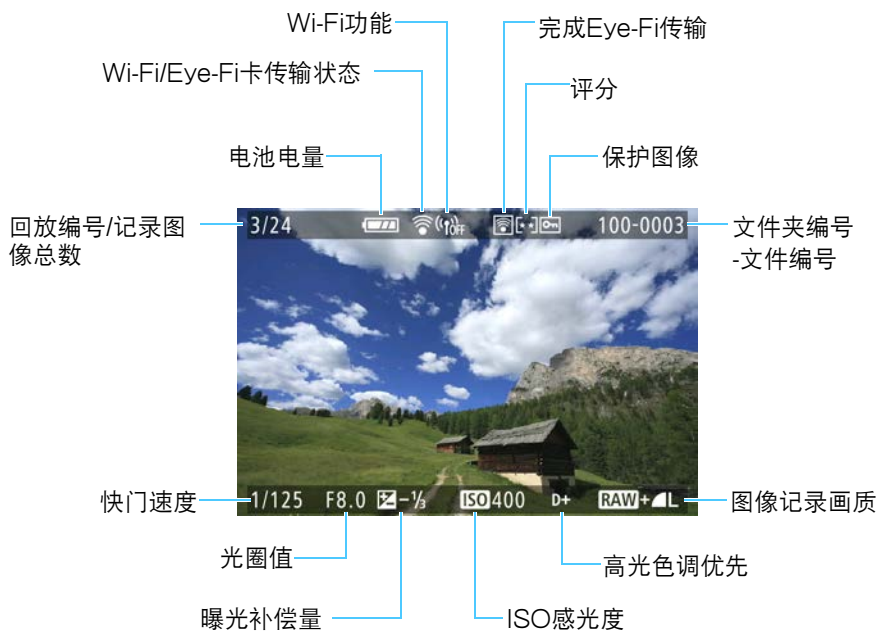 Wi-Fi功能
完成Eye-Fi传输
Wi-Fi/Eye-Fi卡传输状态
评分
电池电量
保护图像
回放编号/记录图
像总数
3/24
OFF
100-0003
文件夹编号
-文件编号
快门速度
1/125 F8.0 -1/3 ISO400 D+ RAW+L
图像记录画质
光圈值
高光色调优先
曝光补偿量
ISO感光度